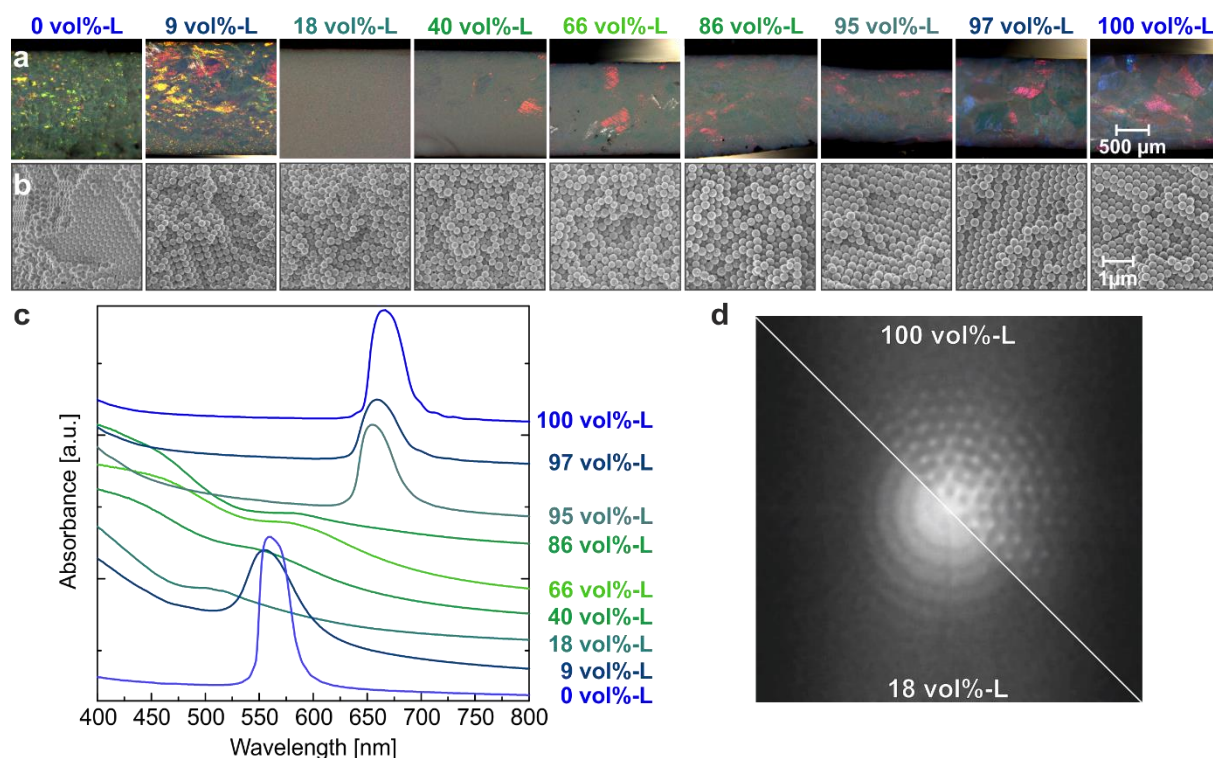 0 vol%-L 9 vol%-L 18 vol%-L 40 vol%-L 66 vol%-L 86 vol%-L 95 vol%-L 97 vol%-L 100 vol%-L
a
500 µm
b
1µm
c
Absorbance [a.u.]
100 vol%-L
97 vol%-L
95 vol%-L
86 vol%-L
66 vol%-L
40 vol%-L
18 vol%-L
9 vol%-L
0 vol%-L
400 450 500 550 600 650 700 750 800
Wavelength [nm]
d
100 vol%-L
18 vol%-L